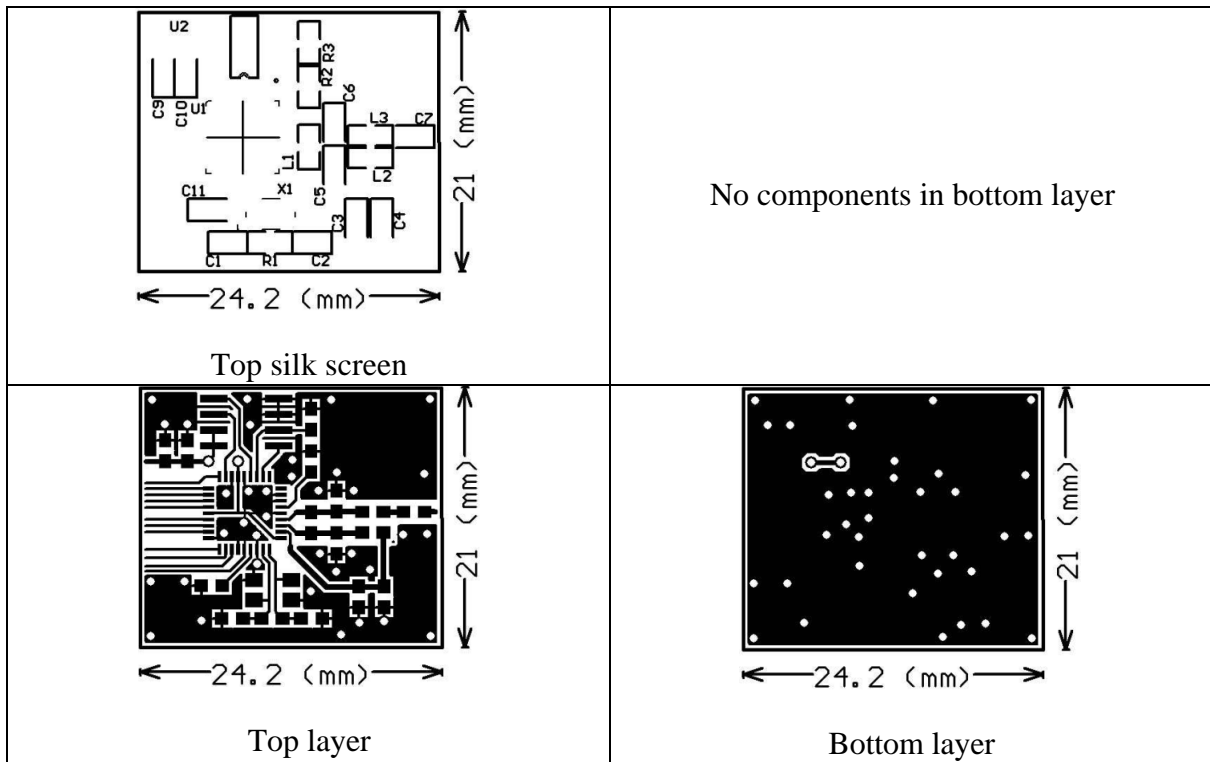 U2
R3
R2
C6
C9
C10
U1
L3
C7
L1
L2
C5
X1
C11
C3
C4
C1
R1
C2
21 (mm)
24.2 (mm)
Top silk screen
No components in bottom layer
21 (mm)
24.2 (mm)
Top layer
21 (mm)
24.2 (mm)
Bottom layer